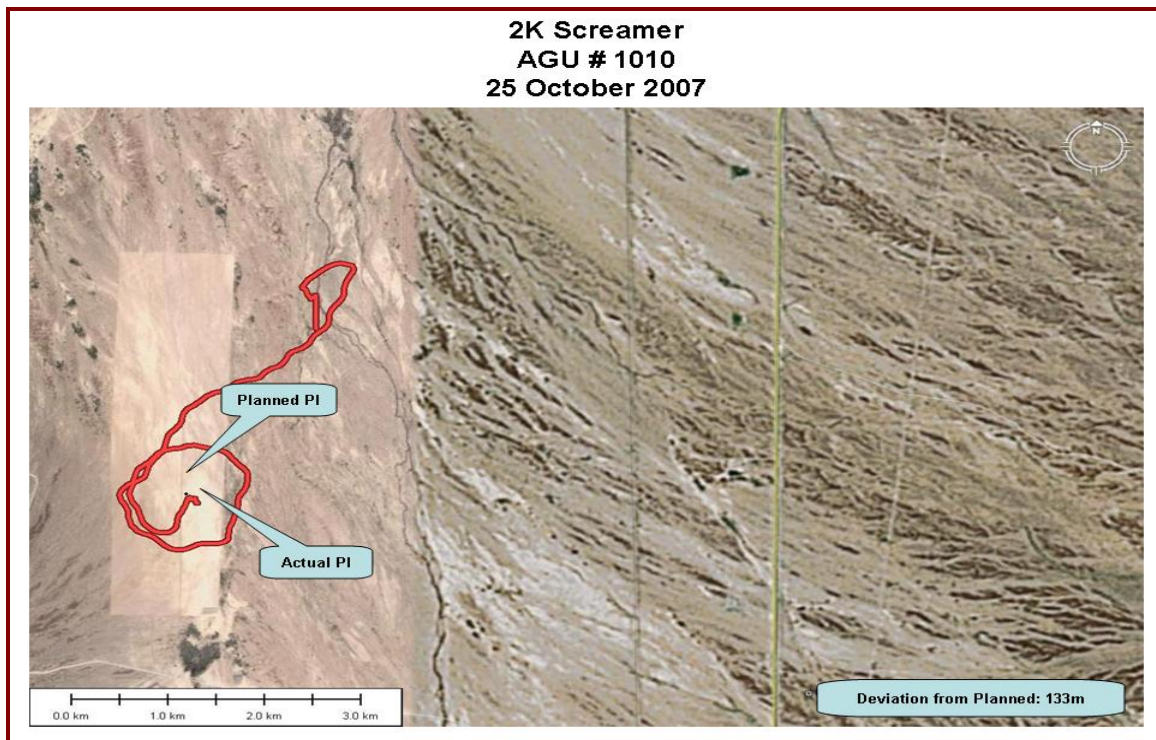 2K Screamer
AGU # 1010
25 October 2007
N
Planned PI
Actual PI
0.0 km 1.0 km 2.0 km 3.0 km
Deviation from Planned: 133m